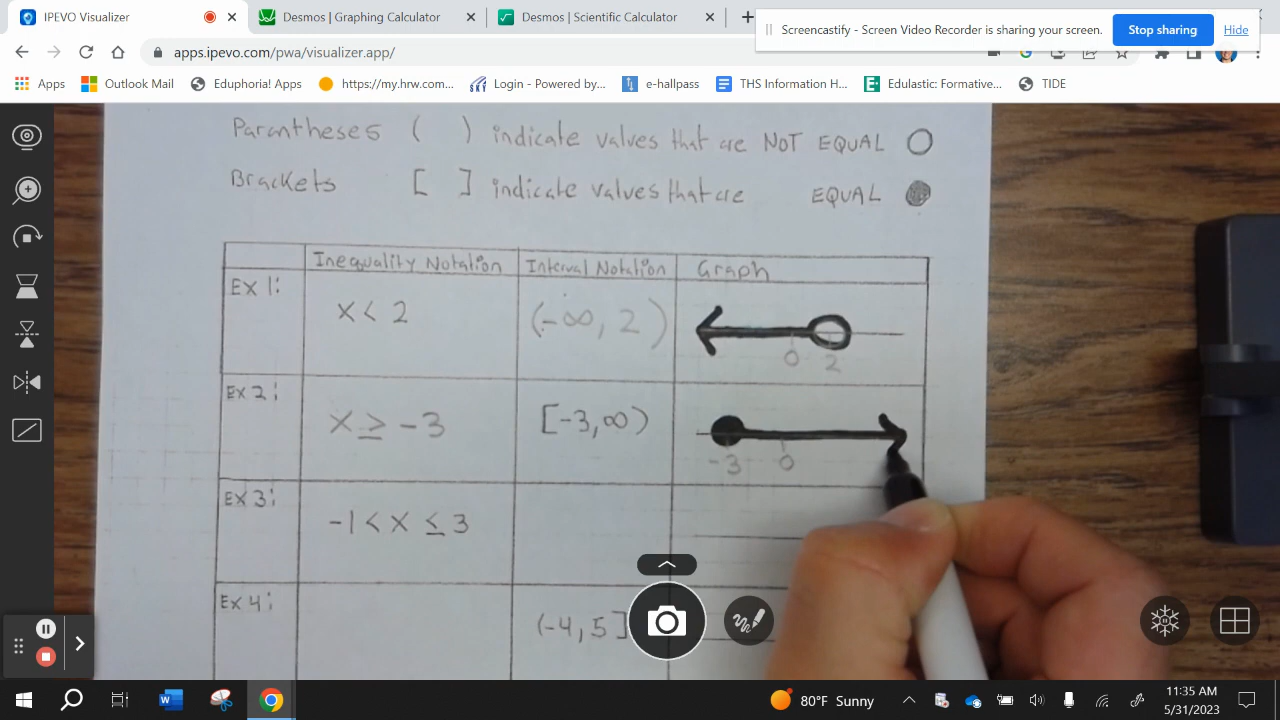 IPEVO Visualizer
Desmos | Graphing Calculator
Desmos | Scientific Calculator
Screencastify - Screen Video Recorder is sharing your screen.
Stop sharing
Hide
apps.ipevo.com/pwa/visualizer.app/
Apps
Outlook Mail
Eduphoria! Apps
https://my.hrw.com...
Login - Powered by...
e-hallpass
THS Information H...
Edulastic: Formative...
TIDE
Parantheses ( ) indicate values that are NOT EQUAL
Brackets [ ] indicate values that are EQUAL
Inequality Notation Interval Notation Graph
Ex 1: x < 2 (-∞, 2)
0 2
Ex 2: x ≥ -3 [-3, ∞)
-3 0
Ex 3: -1 < x ≤ 3
Ex 4: (-4, 5]
80°F Sunny
11:35 AM
5/31/2023